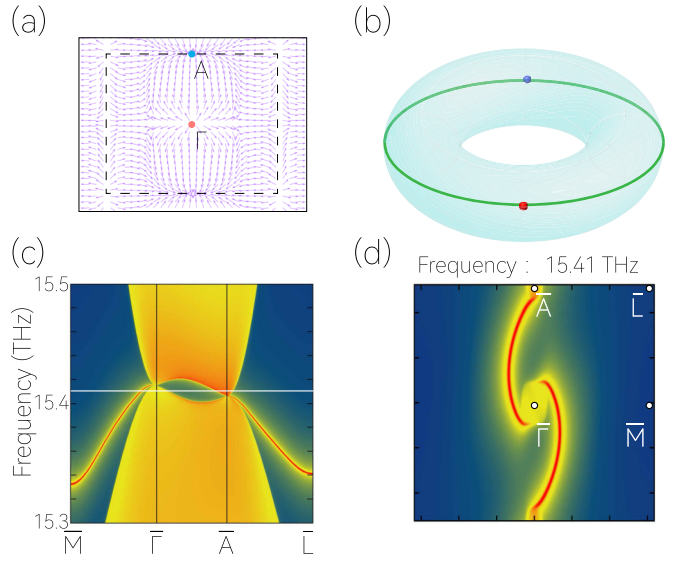 (a)
(b)
A
Γ
(c)
(d)
Frequency : 15.41 THz
Frequency (THz)
15.5
15.4
15.3
M̅
Γ̅
A̅
L̅
A̅
L̅
Γ̅
M̅